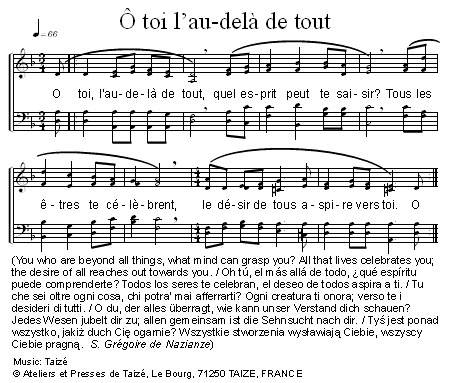 Ô toi l'au-delà de tout
= 66
O toi, l'au-de-là de tout, quel es-prit peut te sai-sir? Tous les
ê-tres te cé-lè-brent, le dé-sir de tous a-spi-re vers toi. O
(You who are beyond all things, what mind can grasp you? All that lives celebrates you;
the desire of all reaches out towards you. / Oh tú, el más allá de todo, ¿qué espíritu
puede comprenderte? Todos los seres te celebran, el deseo de todos aspira a ti. / Tu
che sei oltre ogni cosa, chi potra' mai afferrarti? Ogni creatura ti onora; verso te i
desideri di tutti. / O du, der alles überragt, wie kann unser Verstand dich schauen?
Jedes Wesen jubelt dir zu; allen gemeinsam ist die Sehnsucht nach dir. / Tyś jest ponad
wszystko, jakiż duch Cię ogarnie? Wszystkie stworzenia wysławiają Ciebie, wszyscy
Ciebie pragną. S. Grégoire de Nazianze)
Music: Taizé
© Ateliers et Presses de Taizé, Le Bourg, 71250 TAIZE, FRANCE